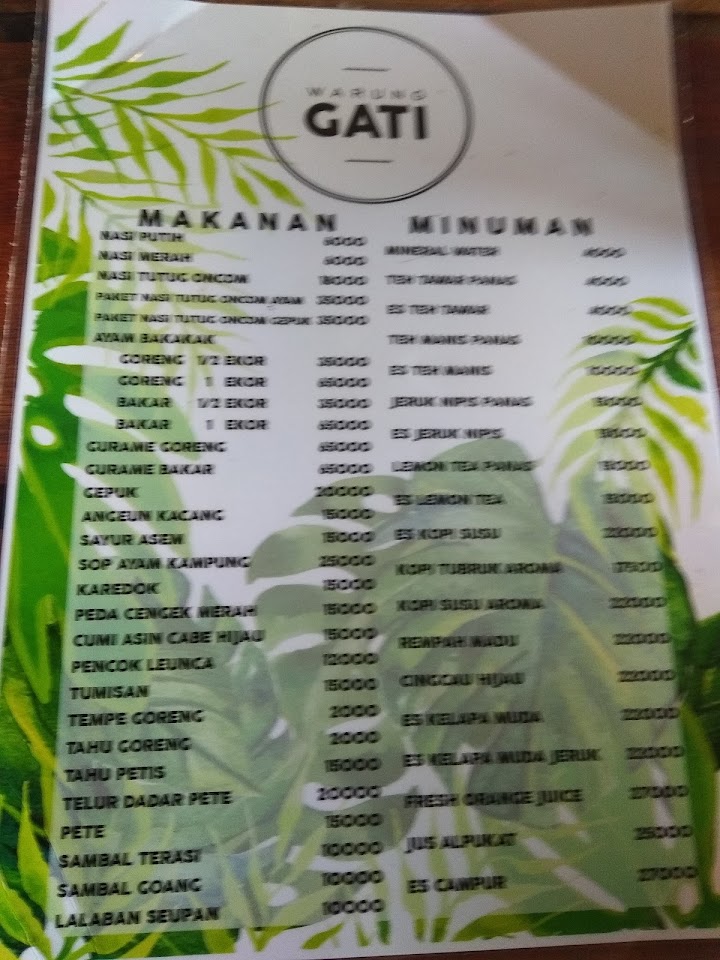 WARUNG
GATI
MAKANAN
NASI PUTIH 6000
NASI MERAH 6000
NASI TUTUG ONCOM 18000
PAKET NASI TUTUG ONCOM AYAM 35000
PAKET NASI TUTUG ONCOM GEPUK 35000
AYAM BAKAKAK
GORENG 1/2 EKOR 35000
GORENG 1 EKOR 65000
BAKAR 1/2 EKOR 35000
BAKAR 1 EKOR 65000
GURAME GORENG 65000
GURAME BAKAR 65000
GEPUK 20000
ANGEUN KACANG 15000
SAYUR ASEM 15000
SOP AYAM KAMPUNG 25000
KAREDOK 15000
PEDA CENGEK MERAH 15000
CUMI ASIN CABE HIJAU 15000
PENCOK LEUNCA 12000
TUMISAN 15000
TEMPE GORENG 2000
TAHU GORENG 2000
TAHU PETIS 15000
TELUR DADAR PETE 20000
PETE 15000
SAMBAL TERASI 10000
SAMBAL GOANG 10000
LALABAN SEUPAN 10000
MINUMAN
MINERAL WATER
TEH TAWAR PANAS
ES TEH TAWAR
TEH MANIS PANAS 10000
ES TEH MANIS 10000
JERUK NIPIS PANAS
ES JERUK NIPIS
LEMON TEA PANAS
ES LEMON TEA
ES KOPI SUSU 22000
KOPI TUBRUK AROMA 17500
KOPI SUSU AROMA 22000
REMPAH MADU 22000
CINGCAU HIJAU 22000
ES KELAPA MUDA 22000
ES KELAPA MUDA JERUK 22000
FRESH ORANGE JUICE 27000
JUS ALPUKAT 25000
ES CAMPUR 27000